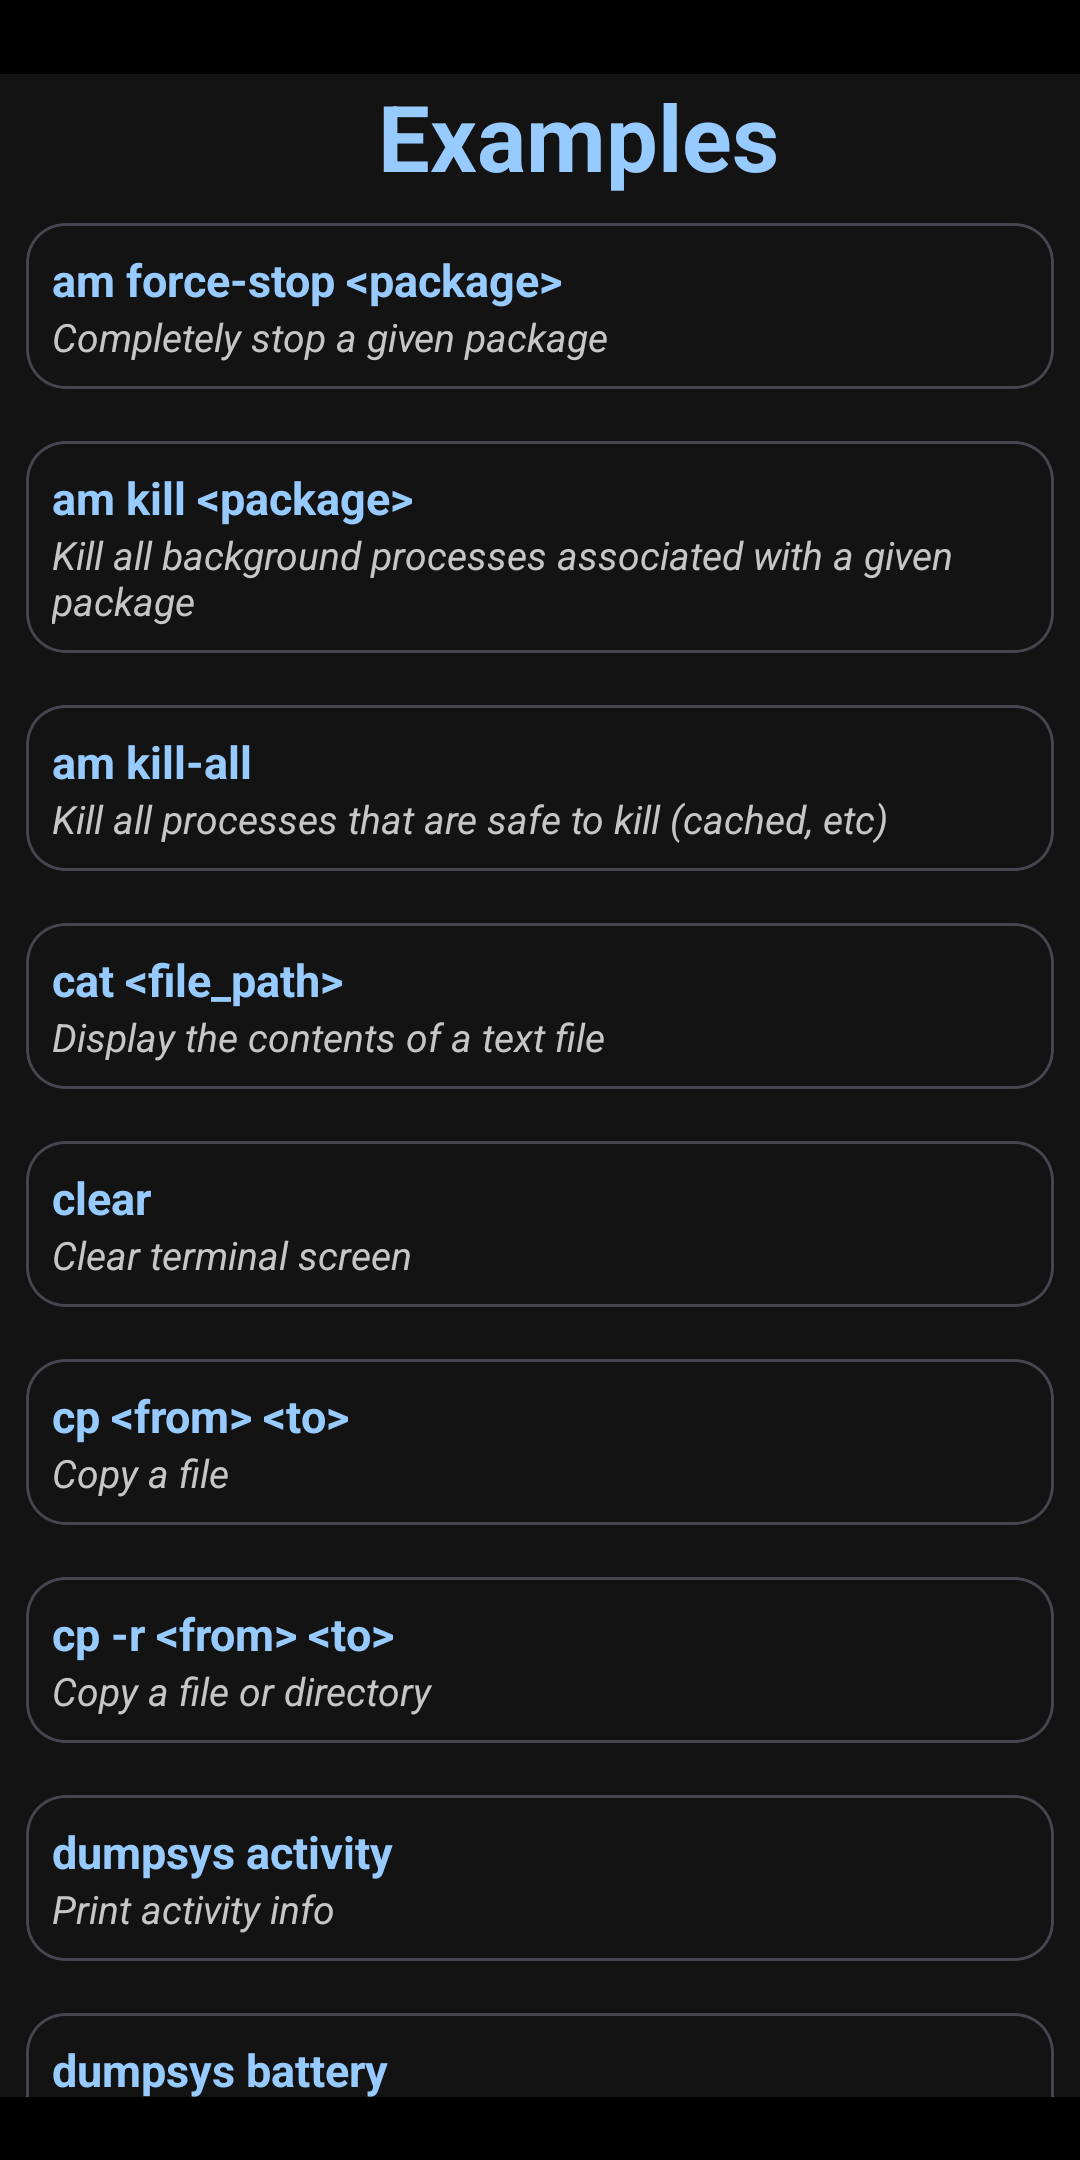 Examples
am force-stop <package>
Completely stop a given package
am kill <package>
Kill all background processes associated with a given
package
am kill-all
Kill all processes that are safe to kill (cached, etc)
cat <file_path>
Display the contents of a text file
clear
Clear terminal screen
cp <from> <to>
Copy a file
cp -r <from> <to>
Copy a file or directory
dumpsys activity
Print activity info
dumpsys battery